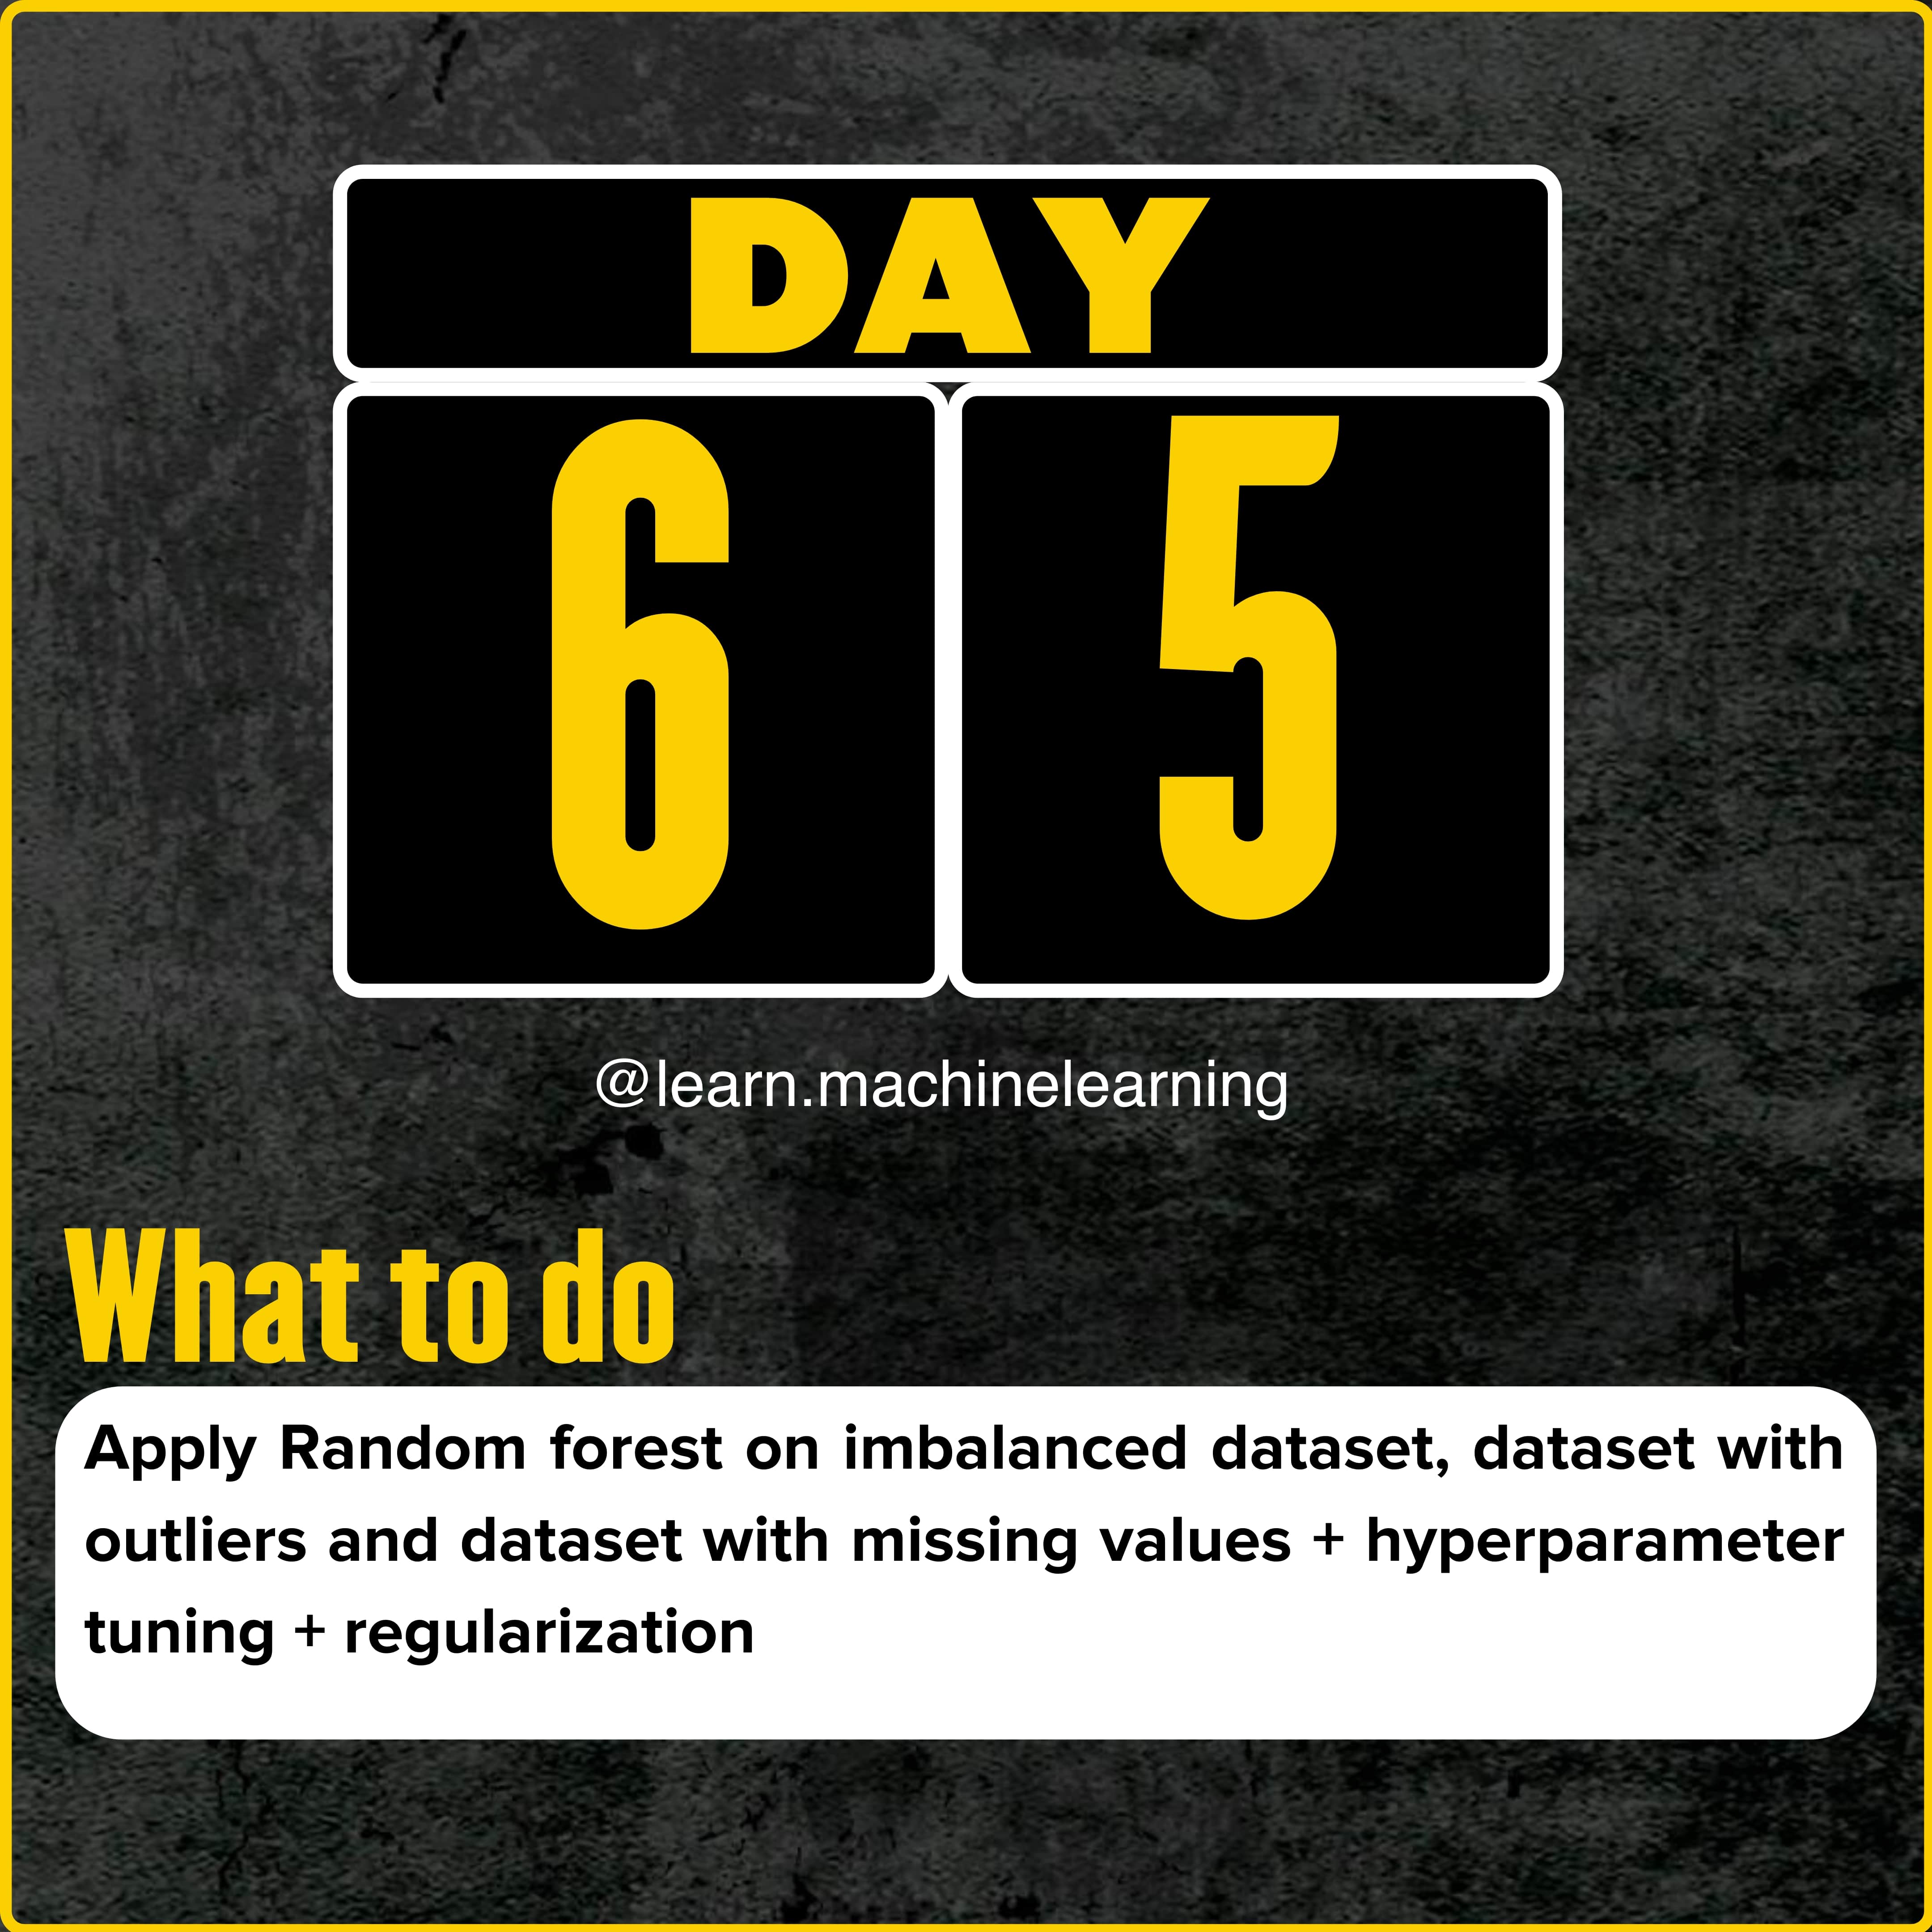 DAY
6 5
@learn.machinelearning
What to do
Apply Random forest on imbalanced dataset, dataset with
outliers and dataset with missing values + hyperparameter
tuning + regularization